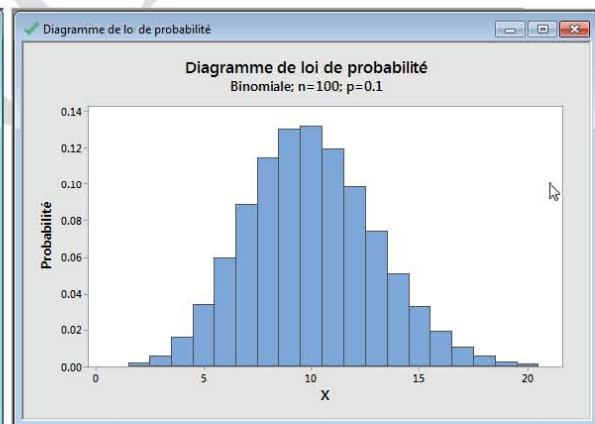 Diagramme de loi de probabilité
Diagramme de loi de probabilité
Binomiale; n=100; p=0.1
Probabilité
0.14
0.12
0.10
0.08
0.06
0.04
0.02
0.00
0 5 10 15 20
X